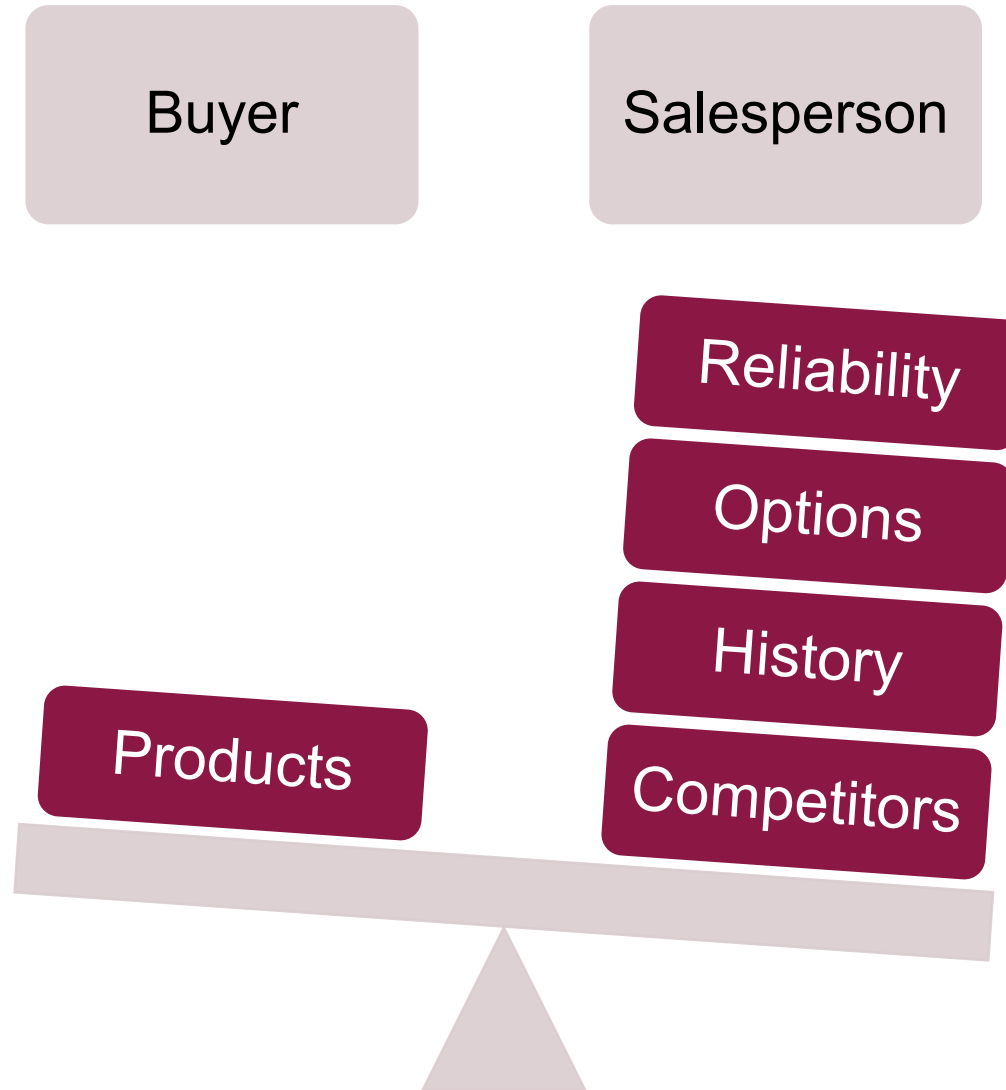 Buyer
Salesperson
Reliability
Options
History
Products
Competitors